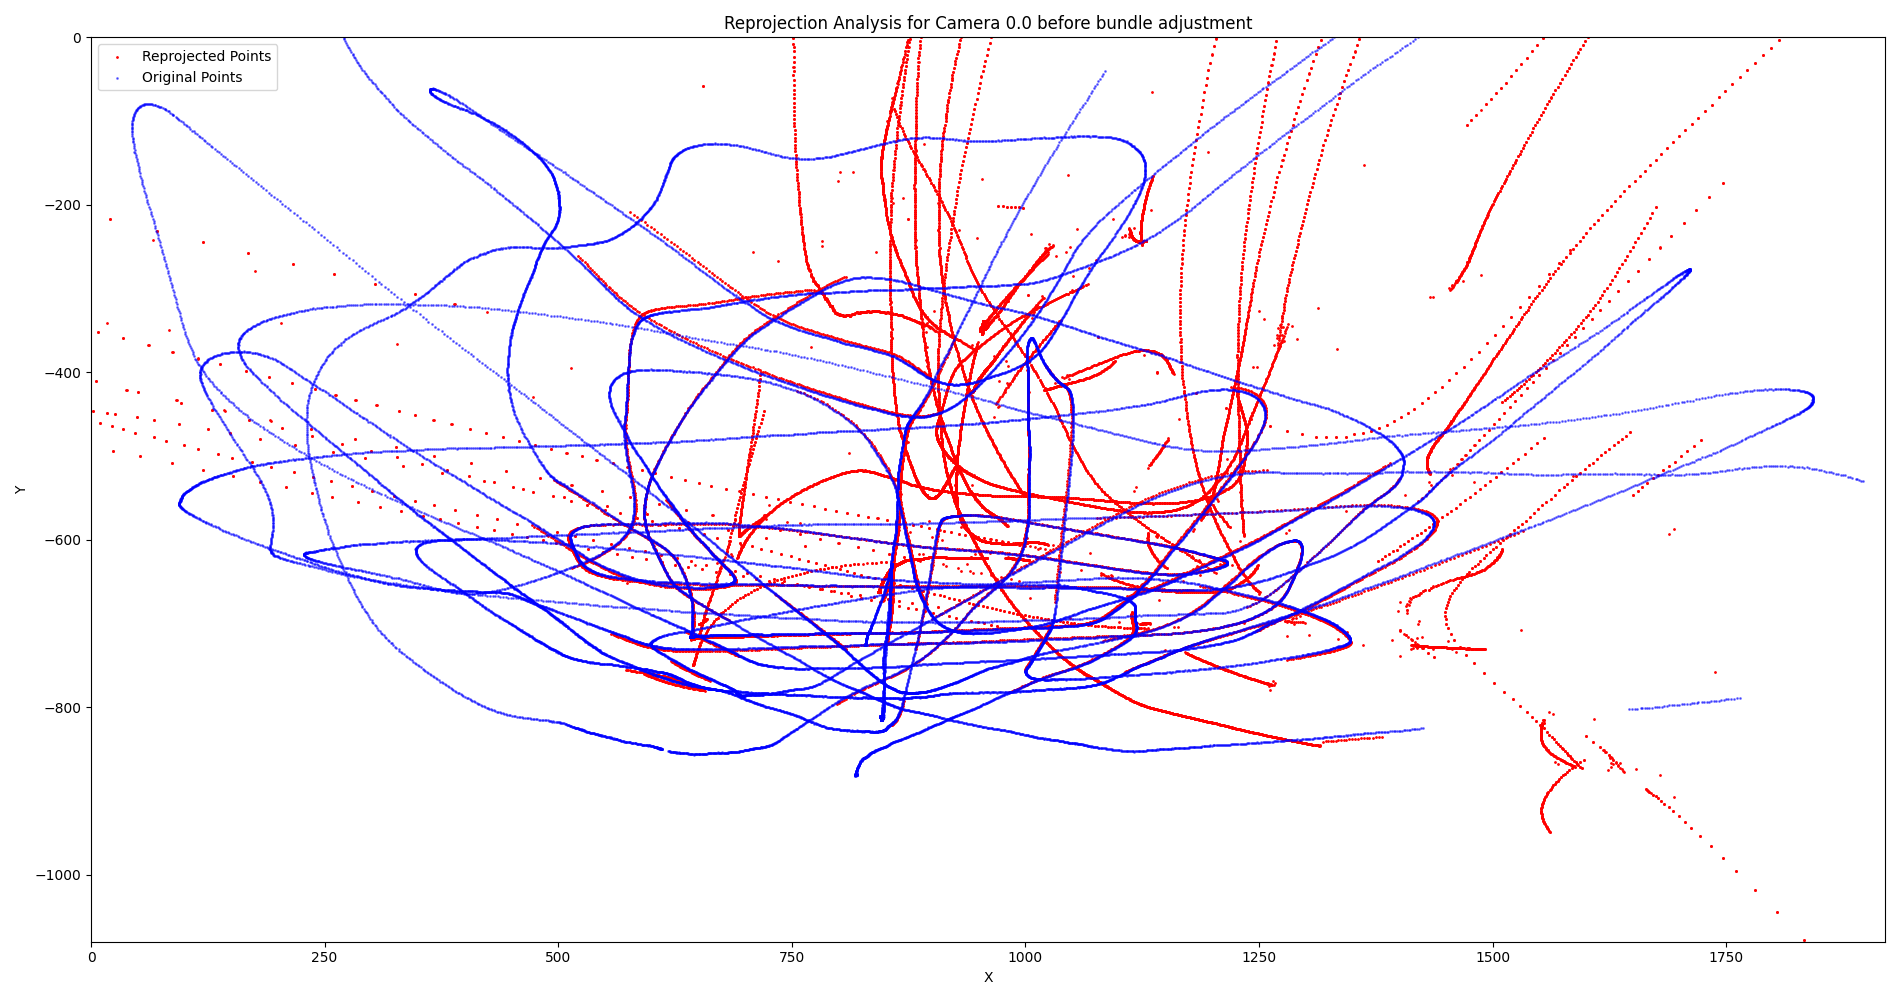 Reprojection Analysis for Camera 0.0 before bundle adjustment
Reprojected Points
Original Points
0
−200
−400
−600
−800
−1000
Y
0 250 500 750 1000 1250 1500 1750
X